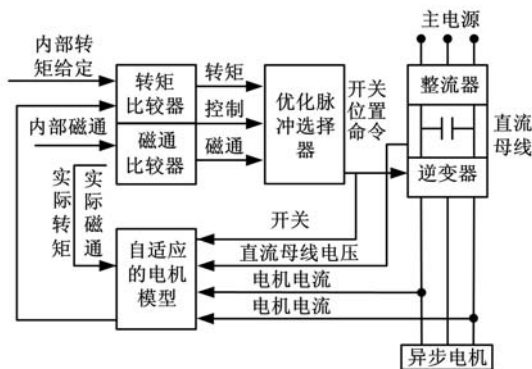 主电源
内部转
矩给定
转矩
比较器
转矩
控制
磁通
优化脉
冲选择
器
开关
位置
命令
整流器
直流
母线
内部磁通
磁通
比较器
逆变器
实际转矩
实际磁通
开关
自适应
的电机
模型
直流母线电压
电机电流
电机电流
异步电机